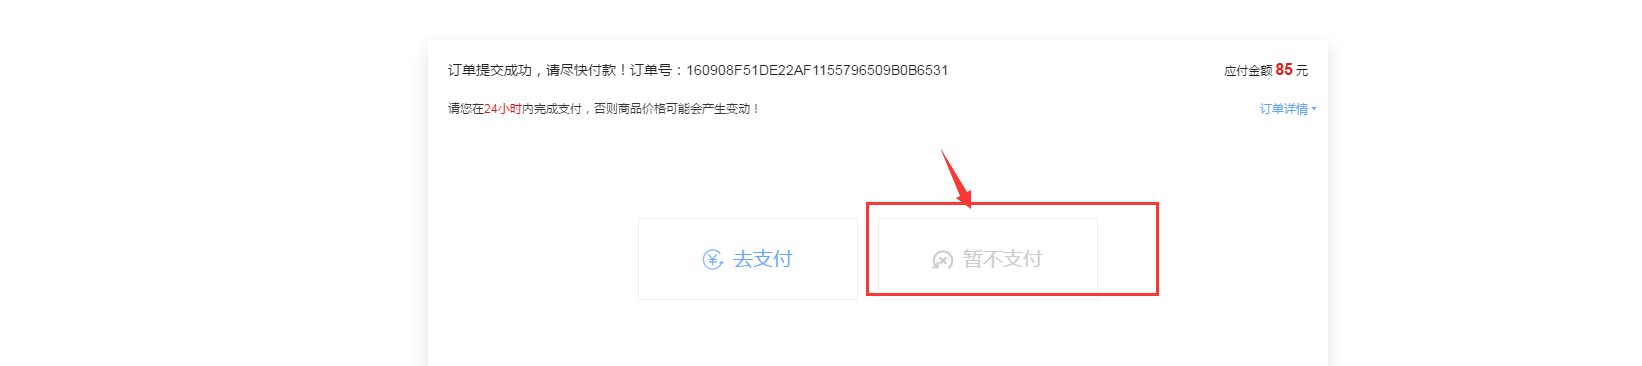 订单提交成功，请尽快付款！订单号：160908F51DE22AF1155796509B0B6531
应付金额 85 元
请您在24小时内完成支付，否则商品价格可能会产生变动！
订单详情
去支付
暂不支付